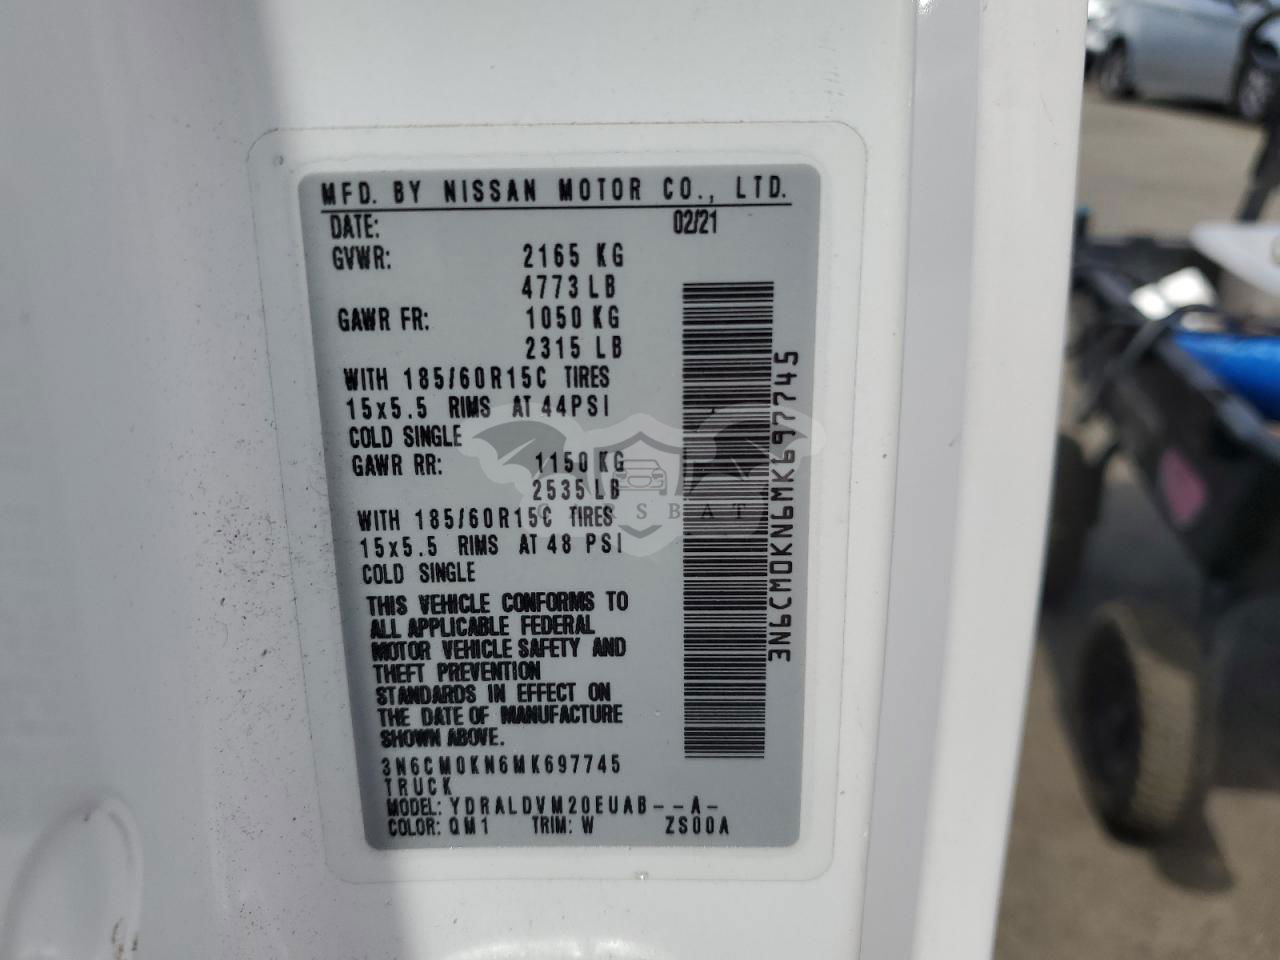 MFD. BY NISSAN MOTOR CO., LTD.
DATE: 02/21
GVWR: 2165 KG
4773 LB
GAWR FR: 1050 KG
2315 LB
WITH 185/60R15C TIRES
15x5.5 RIMS AT 44PSI
COLD SINGLE
GAWR RR: 1150 KG
2535 LB
WITH 185/60R15C TIRES
15x5.5 RIMS AT 48 PSI
COLD SINGLE
THIS VEHICLE CONFORMS TO
ALL APPLICABLE FEDERAL
MOTOR VEHICLE SAFETY AND
THEFT PREVENTION
STANDARDS IN EFFECT ON
THE DATE OF MANUFACTURE
SHOWN ABOVE.
3N6CM0KN6MK697745
TRUCK
MODEL: YDRALDVM20EUAB--A-
COLOR: QM1 TRIM: W ZS00A
3N6CM0KN6MK697745
CARSBAT